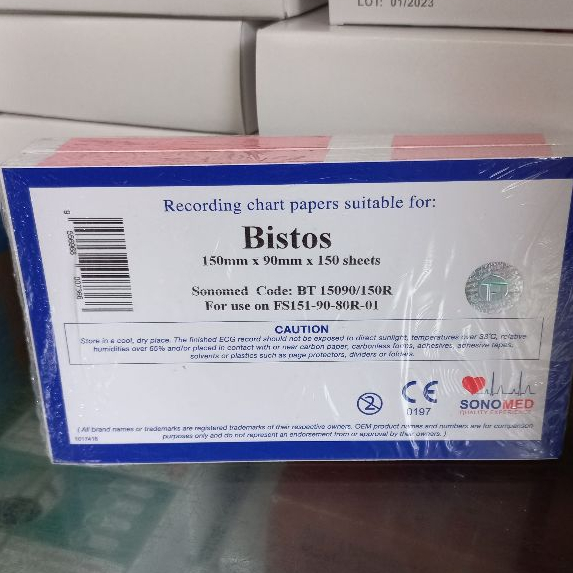 LOT: 01/2023
Recording chart papers suitable for:
Bistos
150mm x 90mm x 150 sheets
Sonomed Code: BT 15090/150R
For use on FS151-90-80R-01
CAUTION
Store in a cool, dry place. The finished ECG record should not be exposed to direct sunlight, temperatures over 38°C, relative
humidities over 65% and/or placed in contact with or near carbon paper, carbonless forms, adhesives, adhesive tapes,
solvents or plastics such as page protectors, dividers or folders.
2
CE
0197
SONOMED
QUALITY EXPERIENCE
( All brand names or trademarks are registered trademarks of their respective owners. OEM product names and numbers are for comparison
purposes only and do not represent an endorsement from or approval by their owners. )